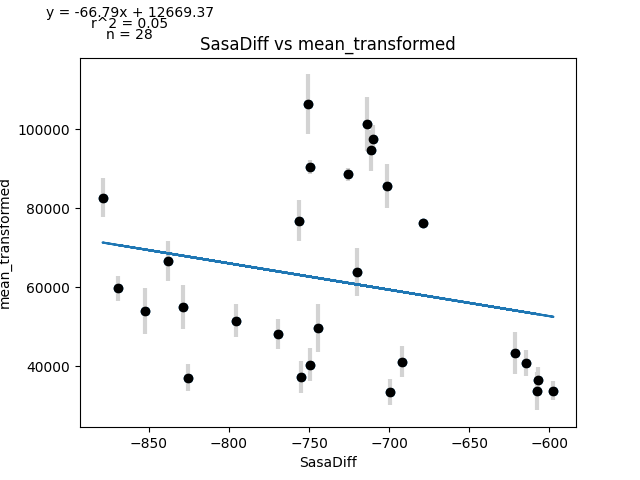 y = -66.79x + 12669.37
r^2 = 0.05
n = 28
SasaDiff vs mean_transformed
100000
80000
60000
40000
mean_transformed
−850
−800
−750
−700
−650
−600
SasaDiff